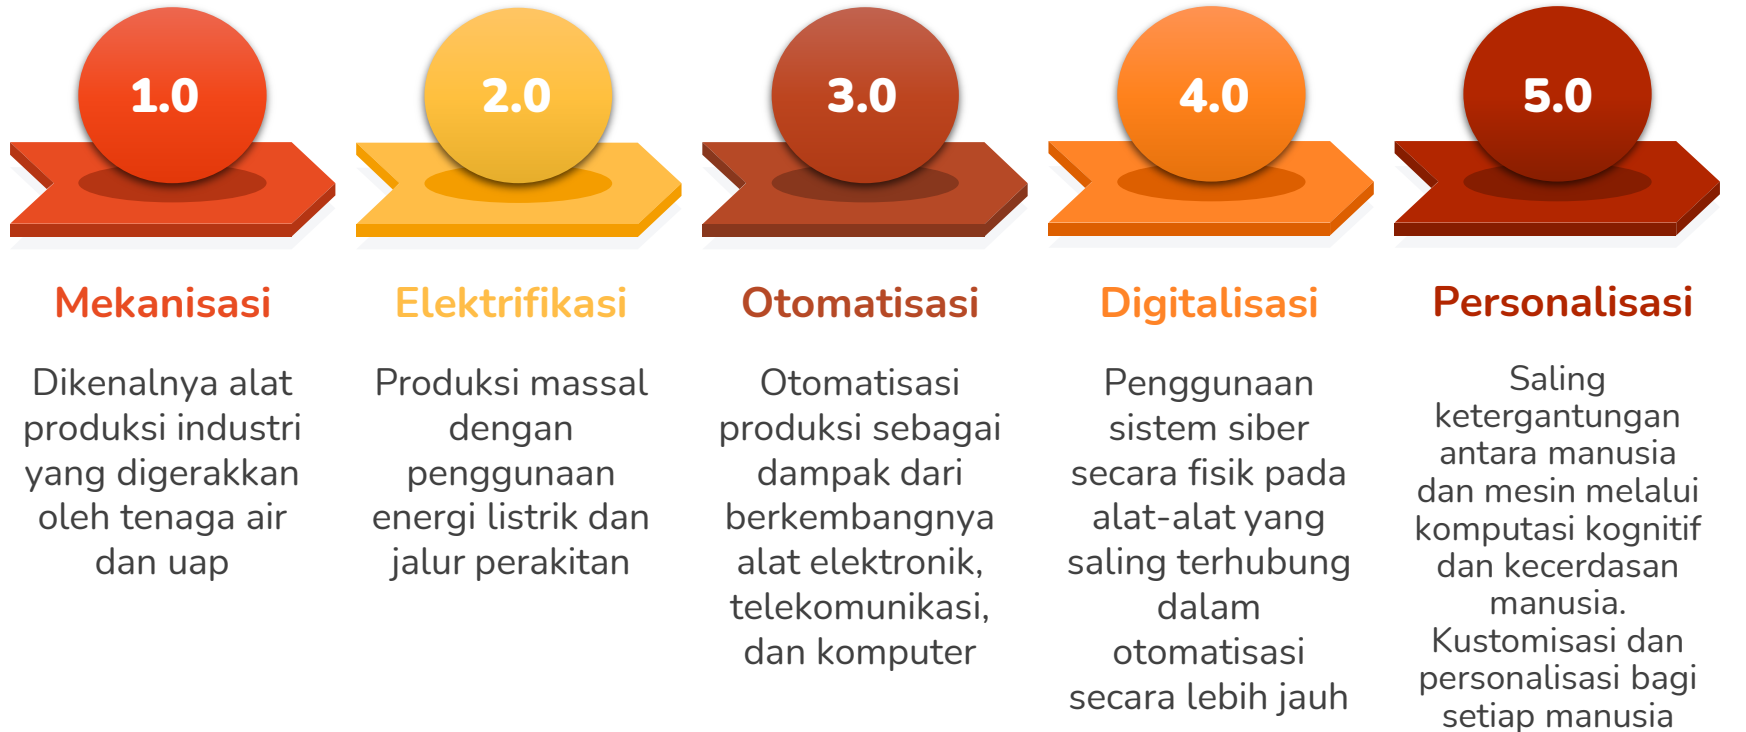 1.0
Mekanisasi
Dikenalnya alat
produksi industri
yang digerakkan
oleh tenaga air
dan uap
2.0
Elektrifikasi
Produksi massal
dengan
penggunaan
energi listrik dan
jalur perakitan
3.0
Otomatisasi
Otomatisasi
produksi sebagai
dampak dari
berkembangnya
alat elektronik,
telekomunikasi,
dan komputer
4.0
Digitalisasi
Penggunaan
sistem siber
secara fisik pada
alat-alat yang
saling terhubung
dalam
otomatisasi
secara lebih jauh
5.0
Personalisasi
Saling
ketergantungan
antara manusia
dan mesin melalui
komputasi kognitif
dan kecerdasan
manusia.
Kustomisasi dan
personalisasi bagi
setiap manusia